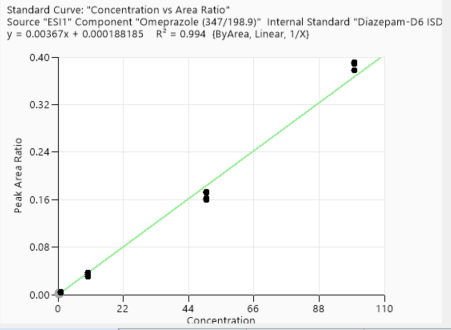 Standard Curve: "Concentration vs Area Ratio"
Source "ESI1" Component "Omeprazole (347/198.9)" Internal Standard "Diazepam-D6 ISD
y = 0.00367x + 0.000188185 R² = 0.994 {ByArea, Linear, 1/X}
0.40
0.32
0.24
0.16
0.08
0.00
Peak Area Ratio
0 22 44 66 88 110
Concentration